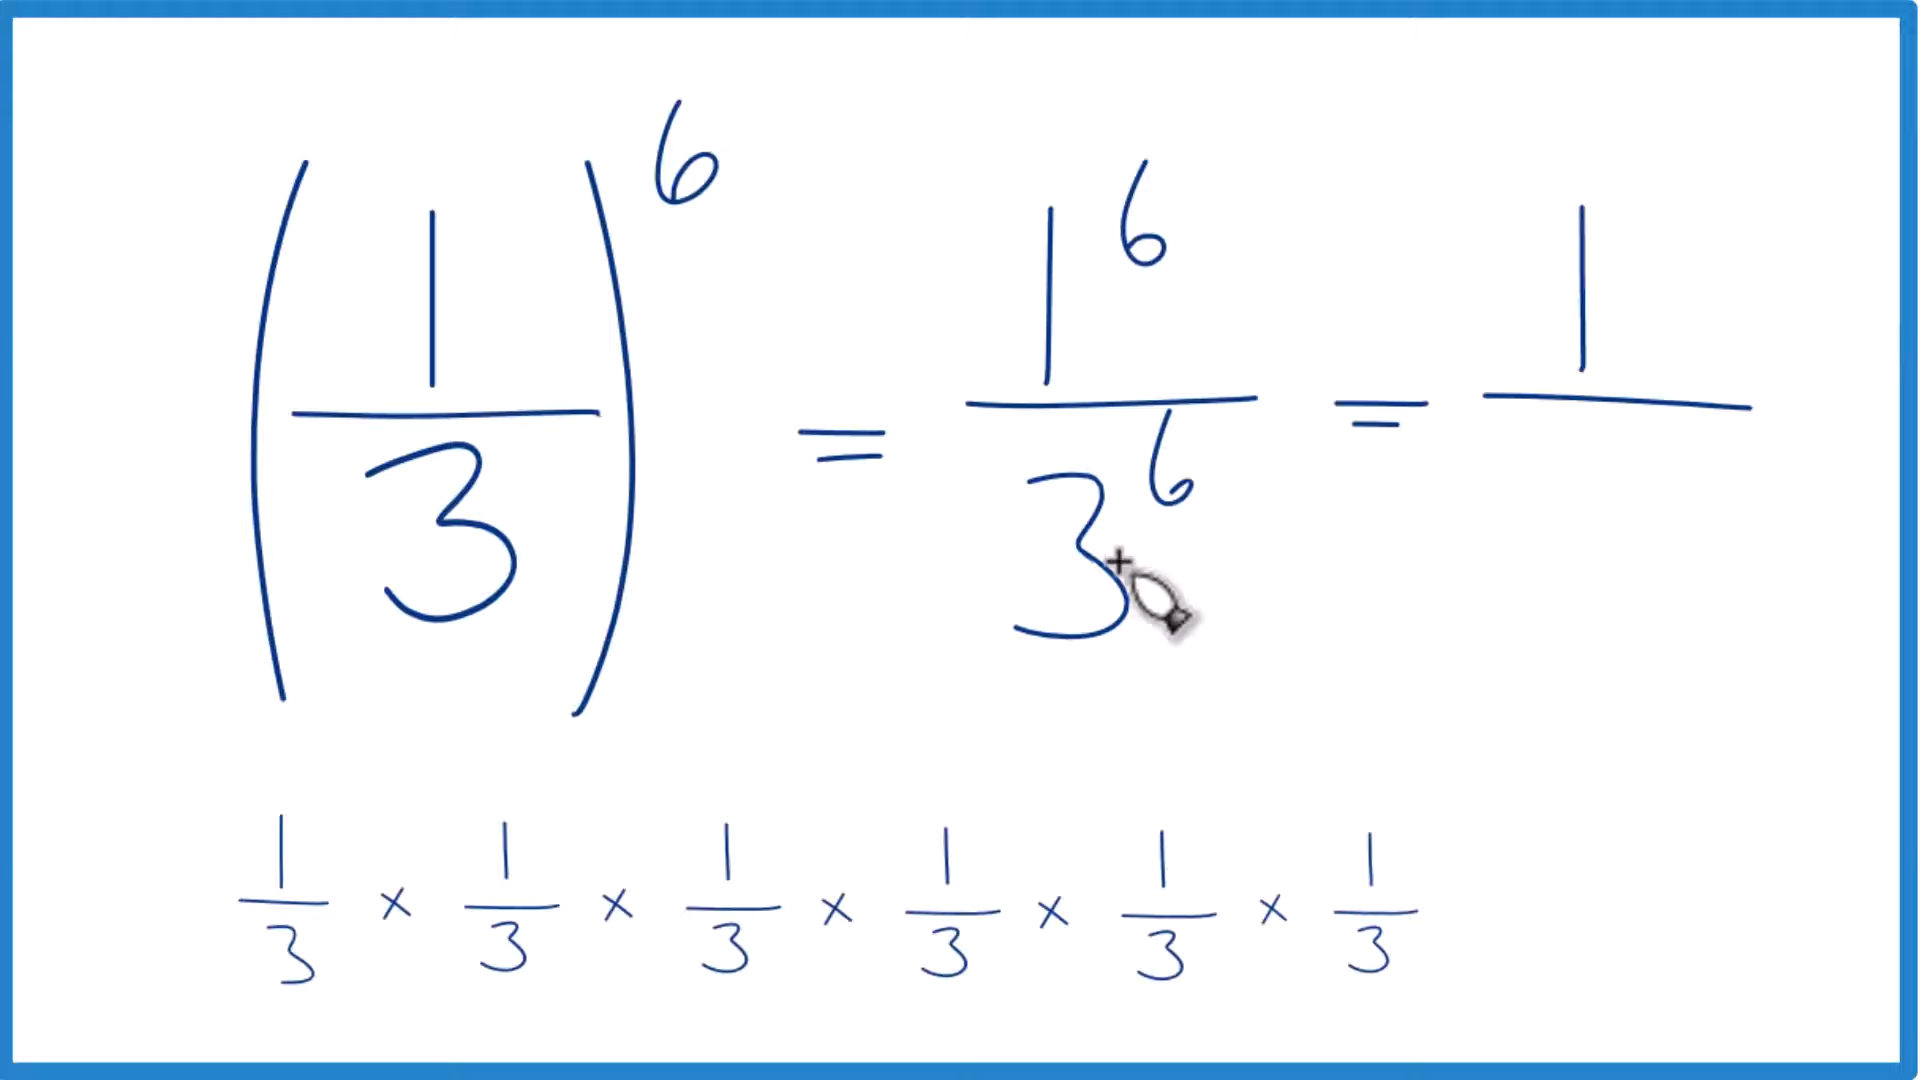 (1/3)^6 = 1^6/3^6 = 1/
1/3 × 1/3 × 1/3 × 1/3 × 1/3 × 1/3